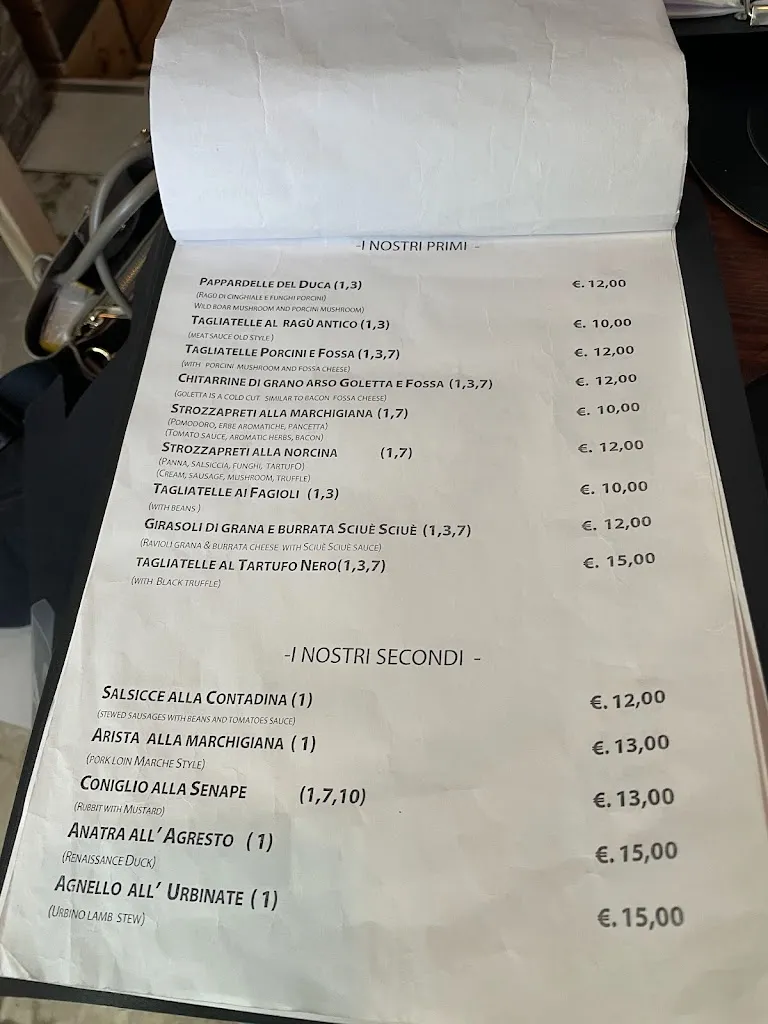 -I NOSTRI PRIMI -
PAPPARDELLE DEL DUCA (1,3) €. 12,00
(RAGÙ DI CINGHIALE E FUNGHI PORCINI)
WILD BOAR MUSHROOM AND PORCINI MUSHROOM)
TAGLIATELLE AL RAGÙ ANTICO (1,3) €. 10,00
(MEAT SAUCE OLD STYLE )
TAGLIATELLE PORCINI E FOSSA (1,3,7) €. 12,00
(WITH PORCINI MUSHROOM AND FOSSA CHEESE)
CHITARRINE DI GRANO ARSO GOLETTA E FOSSA (1,3,7) €. 12,00
(GOLETTA IS A COLD CUT SIMILAR TO BACON FOSSA CHEESE)
STROZZAPRETI ALLA MARCHIGIANA (1,7) €. 10,00
(POMODORO, ERBE AROMATICHE, PANCETTA)
(TOMATO SAUCE, AROMATIC HERBS, BACON)
STROZZAPRETI ALLA NORCINA (1,7) €. 12,00
(PANNA, SALSICCIA, FUNGHI, TARTUFO)
(CREAM, SAUSAGE, MUSHROOM, TRUFFLE)
TAGLIATELLE AI FAGIOLI (1,3) €. 10,00
(WITH BEANS )
GIRASOLI DI GRANA E BURRATA SCIUÈ SCIUÈ (1,3,7) €. 12,00
(RAVIOLI GRANA & BURRATA CHEESE WITH SCIUÈ SCIUÈ SAUCE)
TAGLIATELLE AL TARTUFO NERO(1,3,7) €. 15,00
(WITH BLACK TRUFFLE)
-I NOSTRI SECONDI -
SALSICCE ALLA CONTADINA (1) €. 12,00
(STEWED SAUSAGES WITH BEANS AND TOMATOES SAUCE)
ARISTA ALLA MARCHIGIANA ( 1) €. 13,00
(PORK LOIN MARCHE STYLE)
CONIGLIO ALLA SENAPE (1,7,10) €. 13,00
(RUBBIT WITH MUSTARD)
ANATRA ALL' AGRESTO ( 1) €. 15,00
(RENAISSANCE DUCK)
AGNELLO ALL' URBINATE ( 1) €. 15,00
(URBINO LAMB STEW)